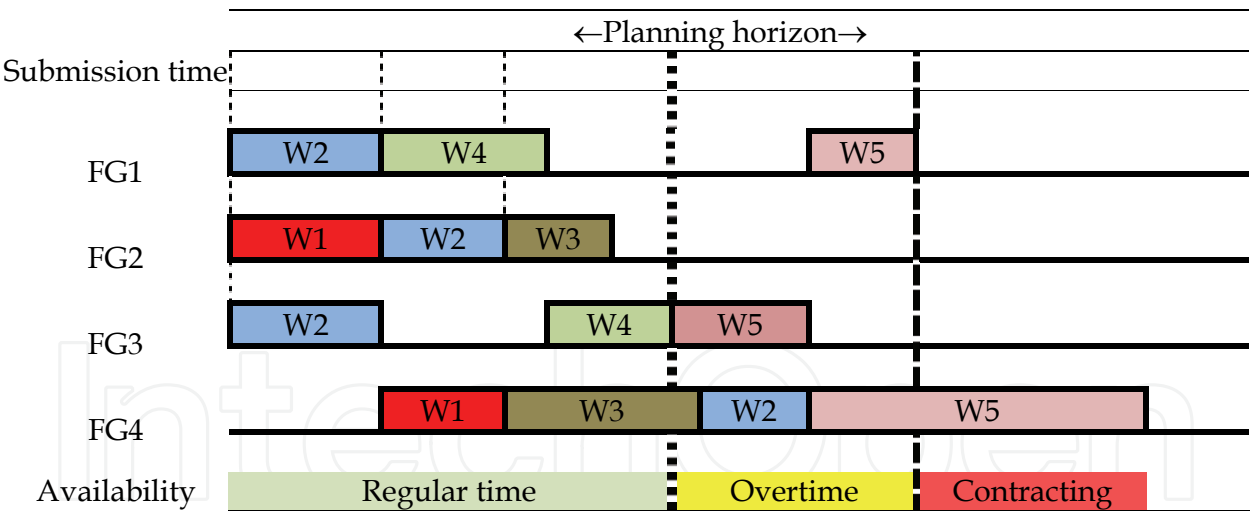 ←Planning horizon→
Submission time
FG1 W2 W4 W5
FG2 W1 W2 W3
FG3 W2 W4 W5
FG4 W1 W3 W2 W5
Availability Regular time Overtime Contracting
IntechOpen